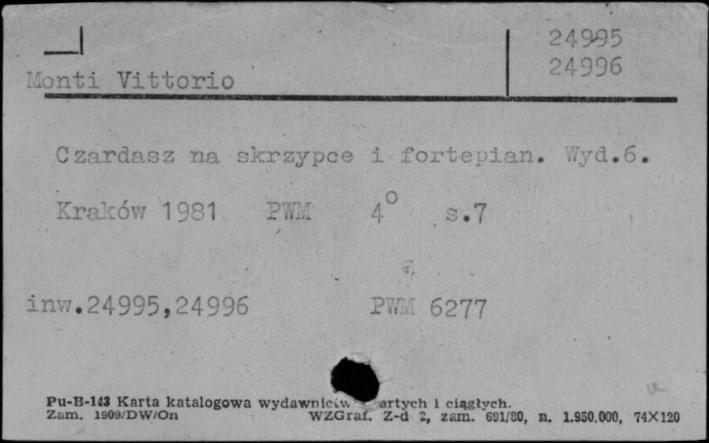 24995
24996
Monti Vittorio
Czardasz na skrzypce i fortepian. Wyd.6.
Kraków 1981 PWM 4° s.7
inw.24995,24996 PWM 6277
Pu-B-143 Karta katalogowa wydawnictw artych i ciągłych.
Zam. 1909/DW/On WZGraf. Z-d 2, zam. 691/80, n. 1.950.000, 74X120